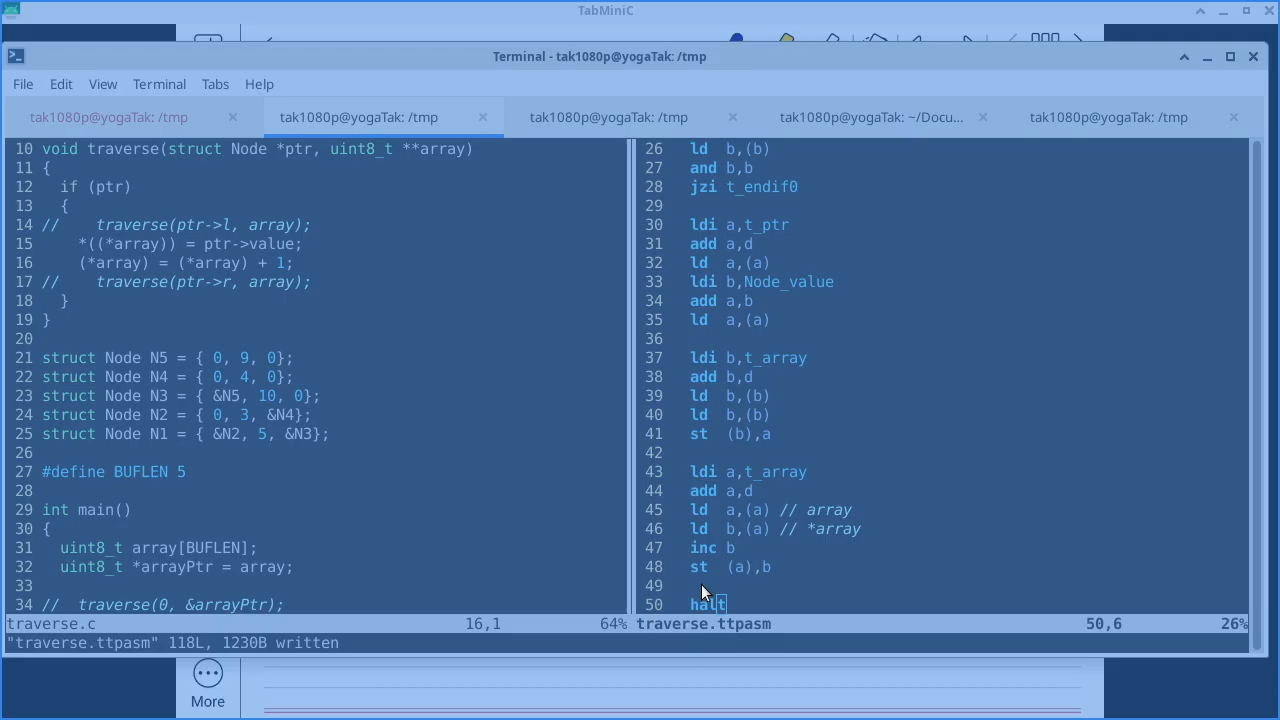 TabMiniC
Terminal - tak1080p@yogaTak: /tmp
File Edit View Terminal Tabs Help
tak1080p@yogaTak: /tmp × tak1080p@yogaTak: /tmp × tak1080p@yogaTak: /tmp × tak1080p@yogaTak: ~/Docu... × tak1080p@yogaTak: /tmp ×
10 void traverse(struct Node *ptr, uint8_t **array)
11 {
12   if (ptr)
13   {
14 //    traverse(ptr->l, array);
15     *((*array)) = ptr->value;
16     (*array) = (*array) + 1;
17 //    traverse(ptr->r, array);
18   }
19 }
20
21 struct Node N5 = { 0, 9, 0};
22 struct Node N4 = { 0, 4, 0};
23 struct Node N3 = { &N5, 10, 0};
24 struct Node N2 = { 0, 3, &N4};
25 struct Node N1 = { &N2, 5, &N3};
26
27 #define BUFLEN 5
28
29 int main()
30 {
31   uint8_t array[BUFLEN];
32   uint8_t *arrayPtr = array;
33
34 //  traverse(0, &arrayPtr);
traverse.c 16,1 64%
26   ld  b,(b)
27   and b,b
28   jzi t_endif0
29
30   ldi a,t_ptr
31   add a,d
32   ld  a,(a)
33   ldi b,Node_value
34   add a,b
35   ld  a,(a)
36
37   ldi b,t_array
38   add b,d
39   ld  b,(b)
40   ld  b,(b)
41   st  (b),a
42
43   ldi a,t_array
44   add a,d
45   ld  a,(a) // array
46   ld  b,(a) // *array
47   inc b
48   st  (a),b
49
50   halt
traverse.ttpasm 50,6 26%
"traverse.ttpasm" 118L, 1230B written
More